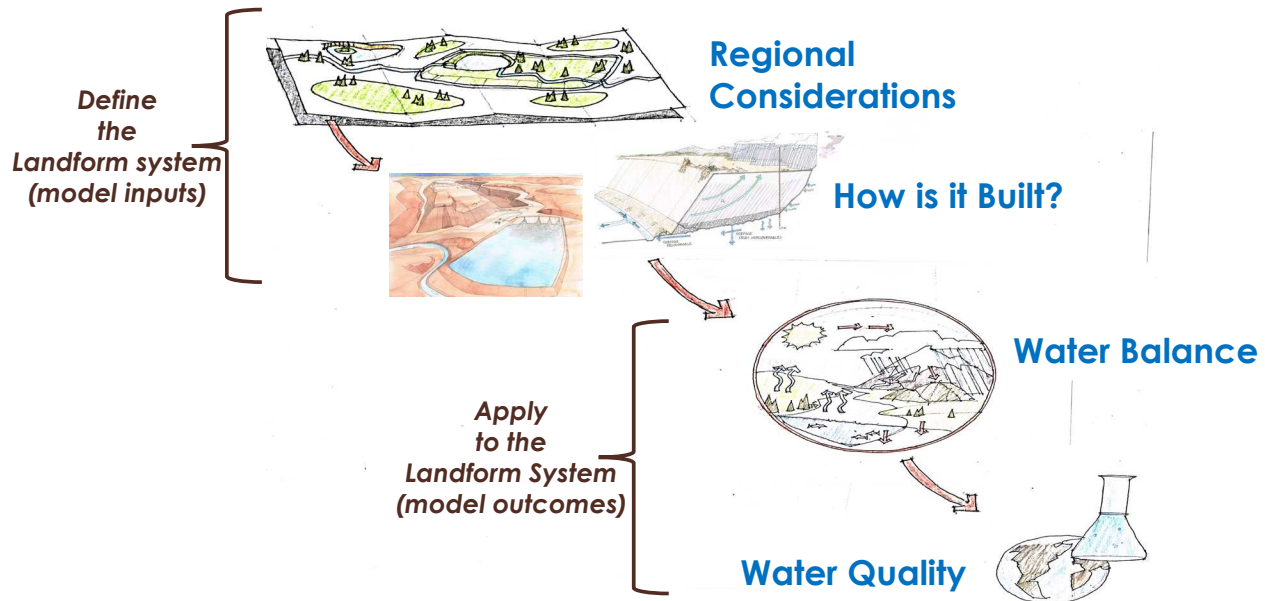 Define
the
Landform system
(model inputs)
Regional
Considerations
How is it Built?
Water Balance
Apply
to the
Landform System
(model outcomes)
Water Quality